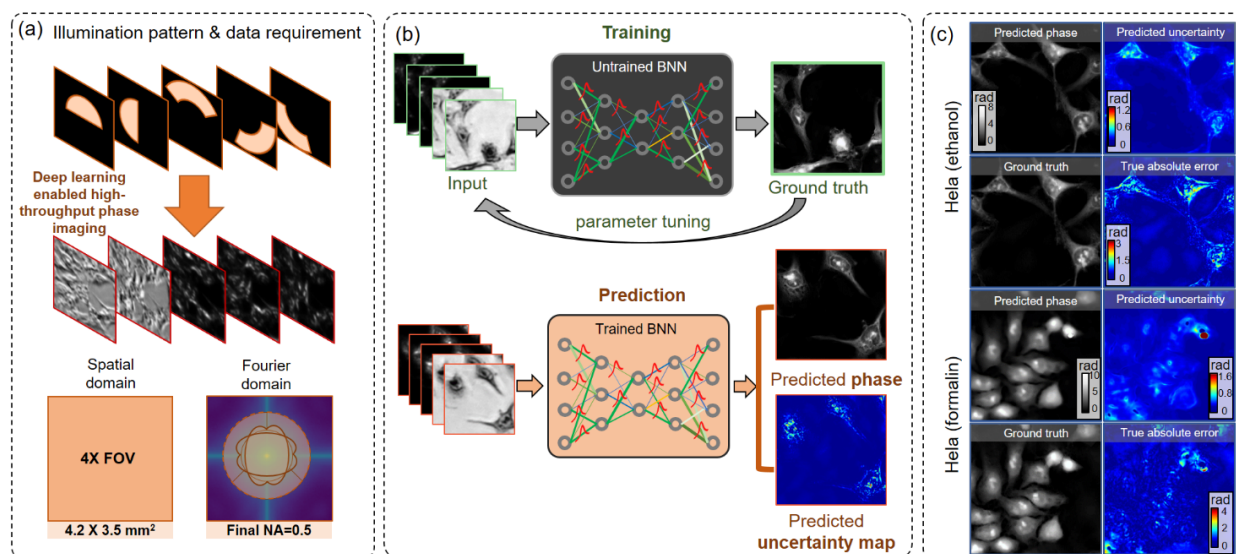 (a)
Illumination pattern & data requirement
Deep learning
enabled high-
throughput phase
imaging
Spatial
domain
Fourier
domain
4X FOV
4.2 X 3.5 mm²
Final NA=0.5
(b)
Training
Untrained BNN
Input
Ground truth
parameter tuning
Prediction
Trained BNN
Predicted phase
Predicted
uncertainty map
(c)
Hela (ethanol)
Predicted phase
rad
8
4
0
Predicted uncertainty
rad
1.2
0.6
0
Ground truth
True absolute error
rad
3
1.5
0
Hela (formalin)
Predicted phase
rad
10
5
0
Predicted uncertainty
rad
1.6
0.8
0
Ground truth
True absolute error
rad
4
2
0